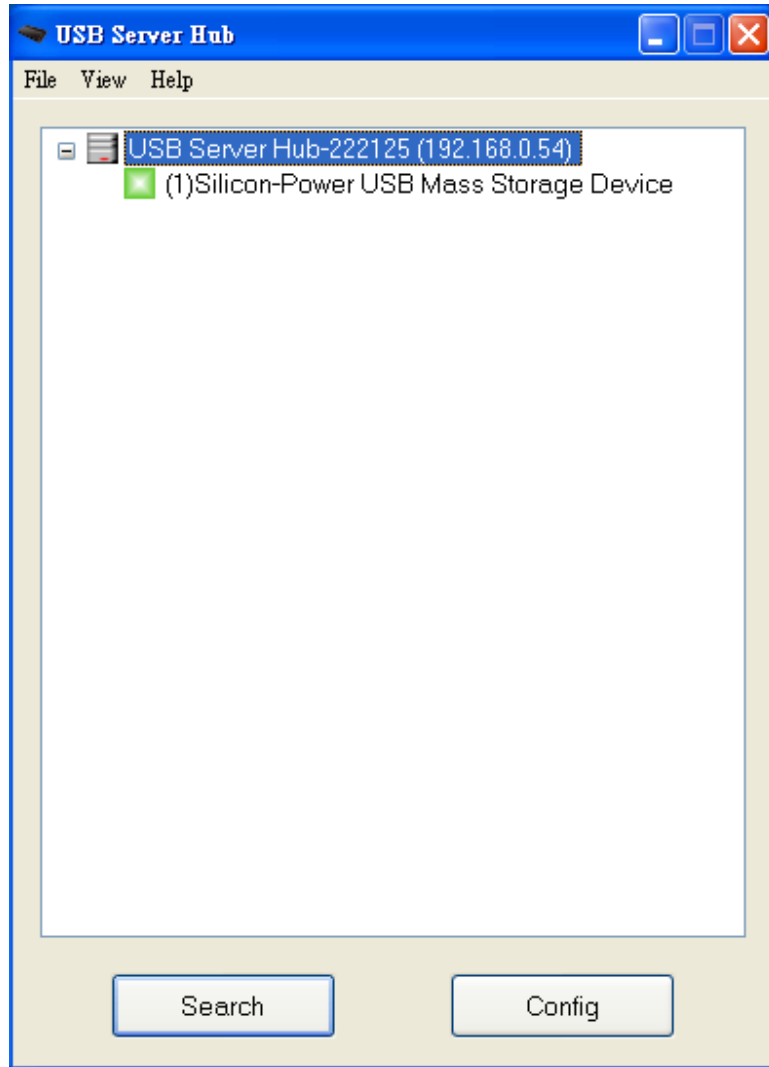 USB Server Hub
File View Help
USB Server Hub-222125 (192.168.0.54)
(1)Silicon-Power USB Mass Storage Device
Search Config